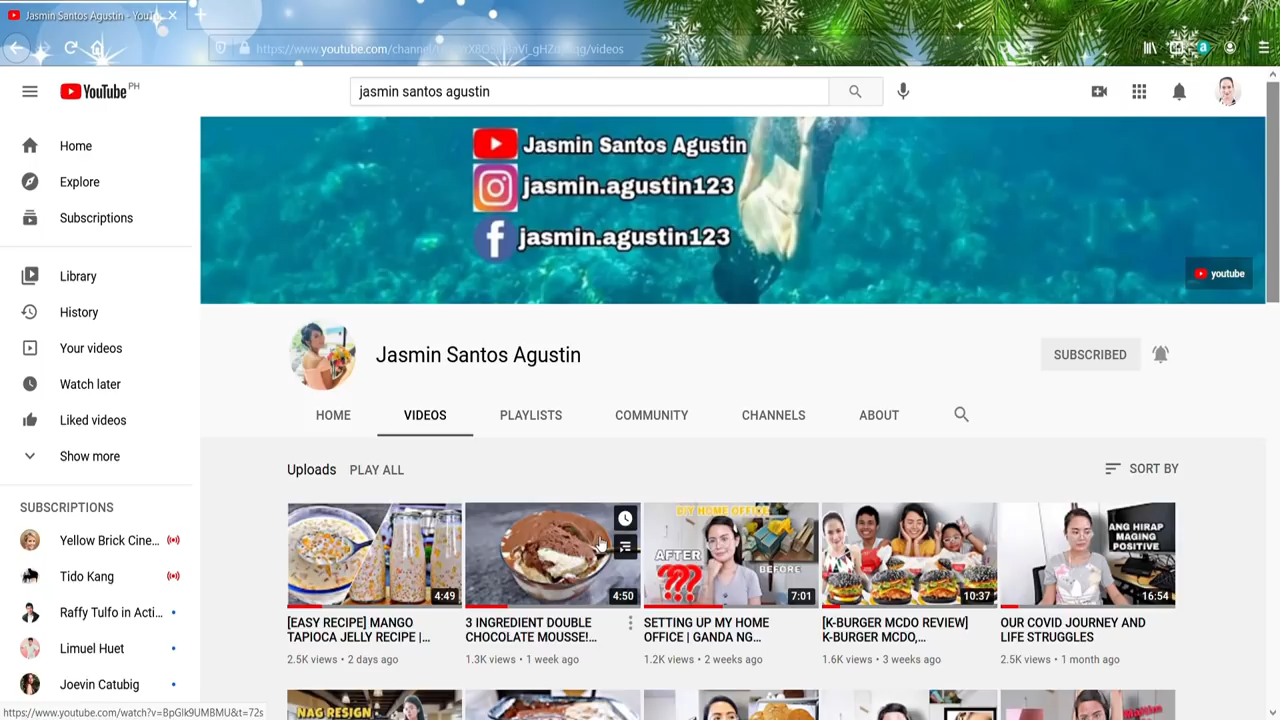 Jasmin Santos Agustin - YouTu
https://www.youtube.com/channel/
/videos
YouTube PH
jasmin santos agustin
Home
Explore
Subscriptions
Library
History
Your videos
Watch later
Liked videos
Show more
SUBSCRIPTIONS
Yellow Brick Cine...
Tido Kang
Raffy Tulfo in Acti...
Limuel Huet
Joevin Catubig
Jasmin Santos Agustin
jasmin.agustin123
jasmin.agustin123
youtube
Jasmin Santos Agustin
SUBSCRIBED
HOME VIDEOS PLAYLISTS COMMUNITY CHANNELS ABOUT
Uploads PLAY ALL SORT BY
4:49
[EASY RECIPE] MANGO
TAPIOCA JELLY RECIPE |...
2.5K views • 2 days ago
4:50
3 INGREDIENT DOUBLE
CHOCOLATE MOUSSE!...
1.3K views • 1 week ago
DIY HOME OFFICE
AFTER
???
BEFORE
7:01
SETTING UP MY HOME
OFFICE | GANDA NG...
1.2K views • 2 weeks ago
10:37
[K-BURGER MCDO REVIEW]
K-BURGER MCDO,...
1.6K views • 3 weeks ago
ANG HIRAP
MAGING
POSITIVE
16:54
OUR COVID JOURNEY AND
LIFE STRUGGLES
2.5K views • 1 month ago
NAG RESIGN
https://www.youtube.com/watch?v=BpGlk9UMBMU&t=72s